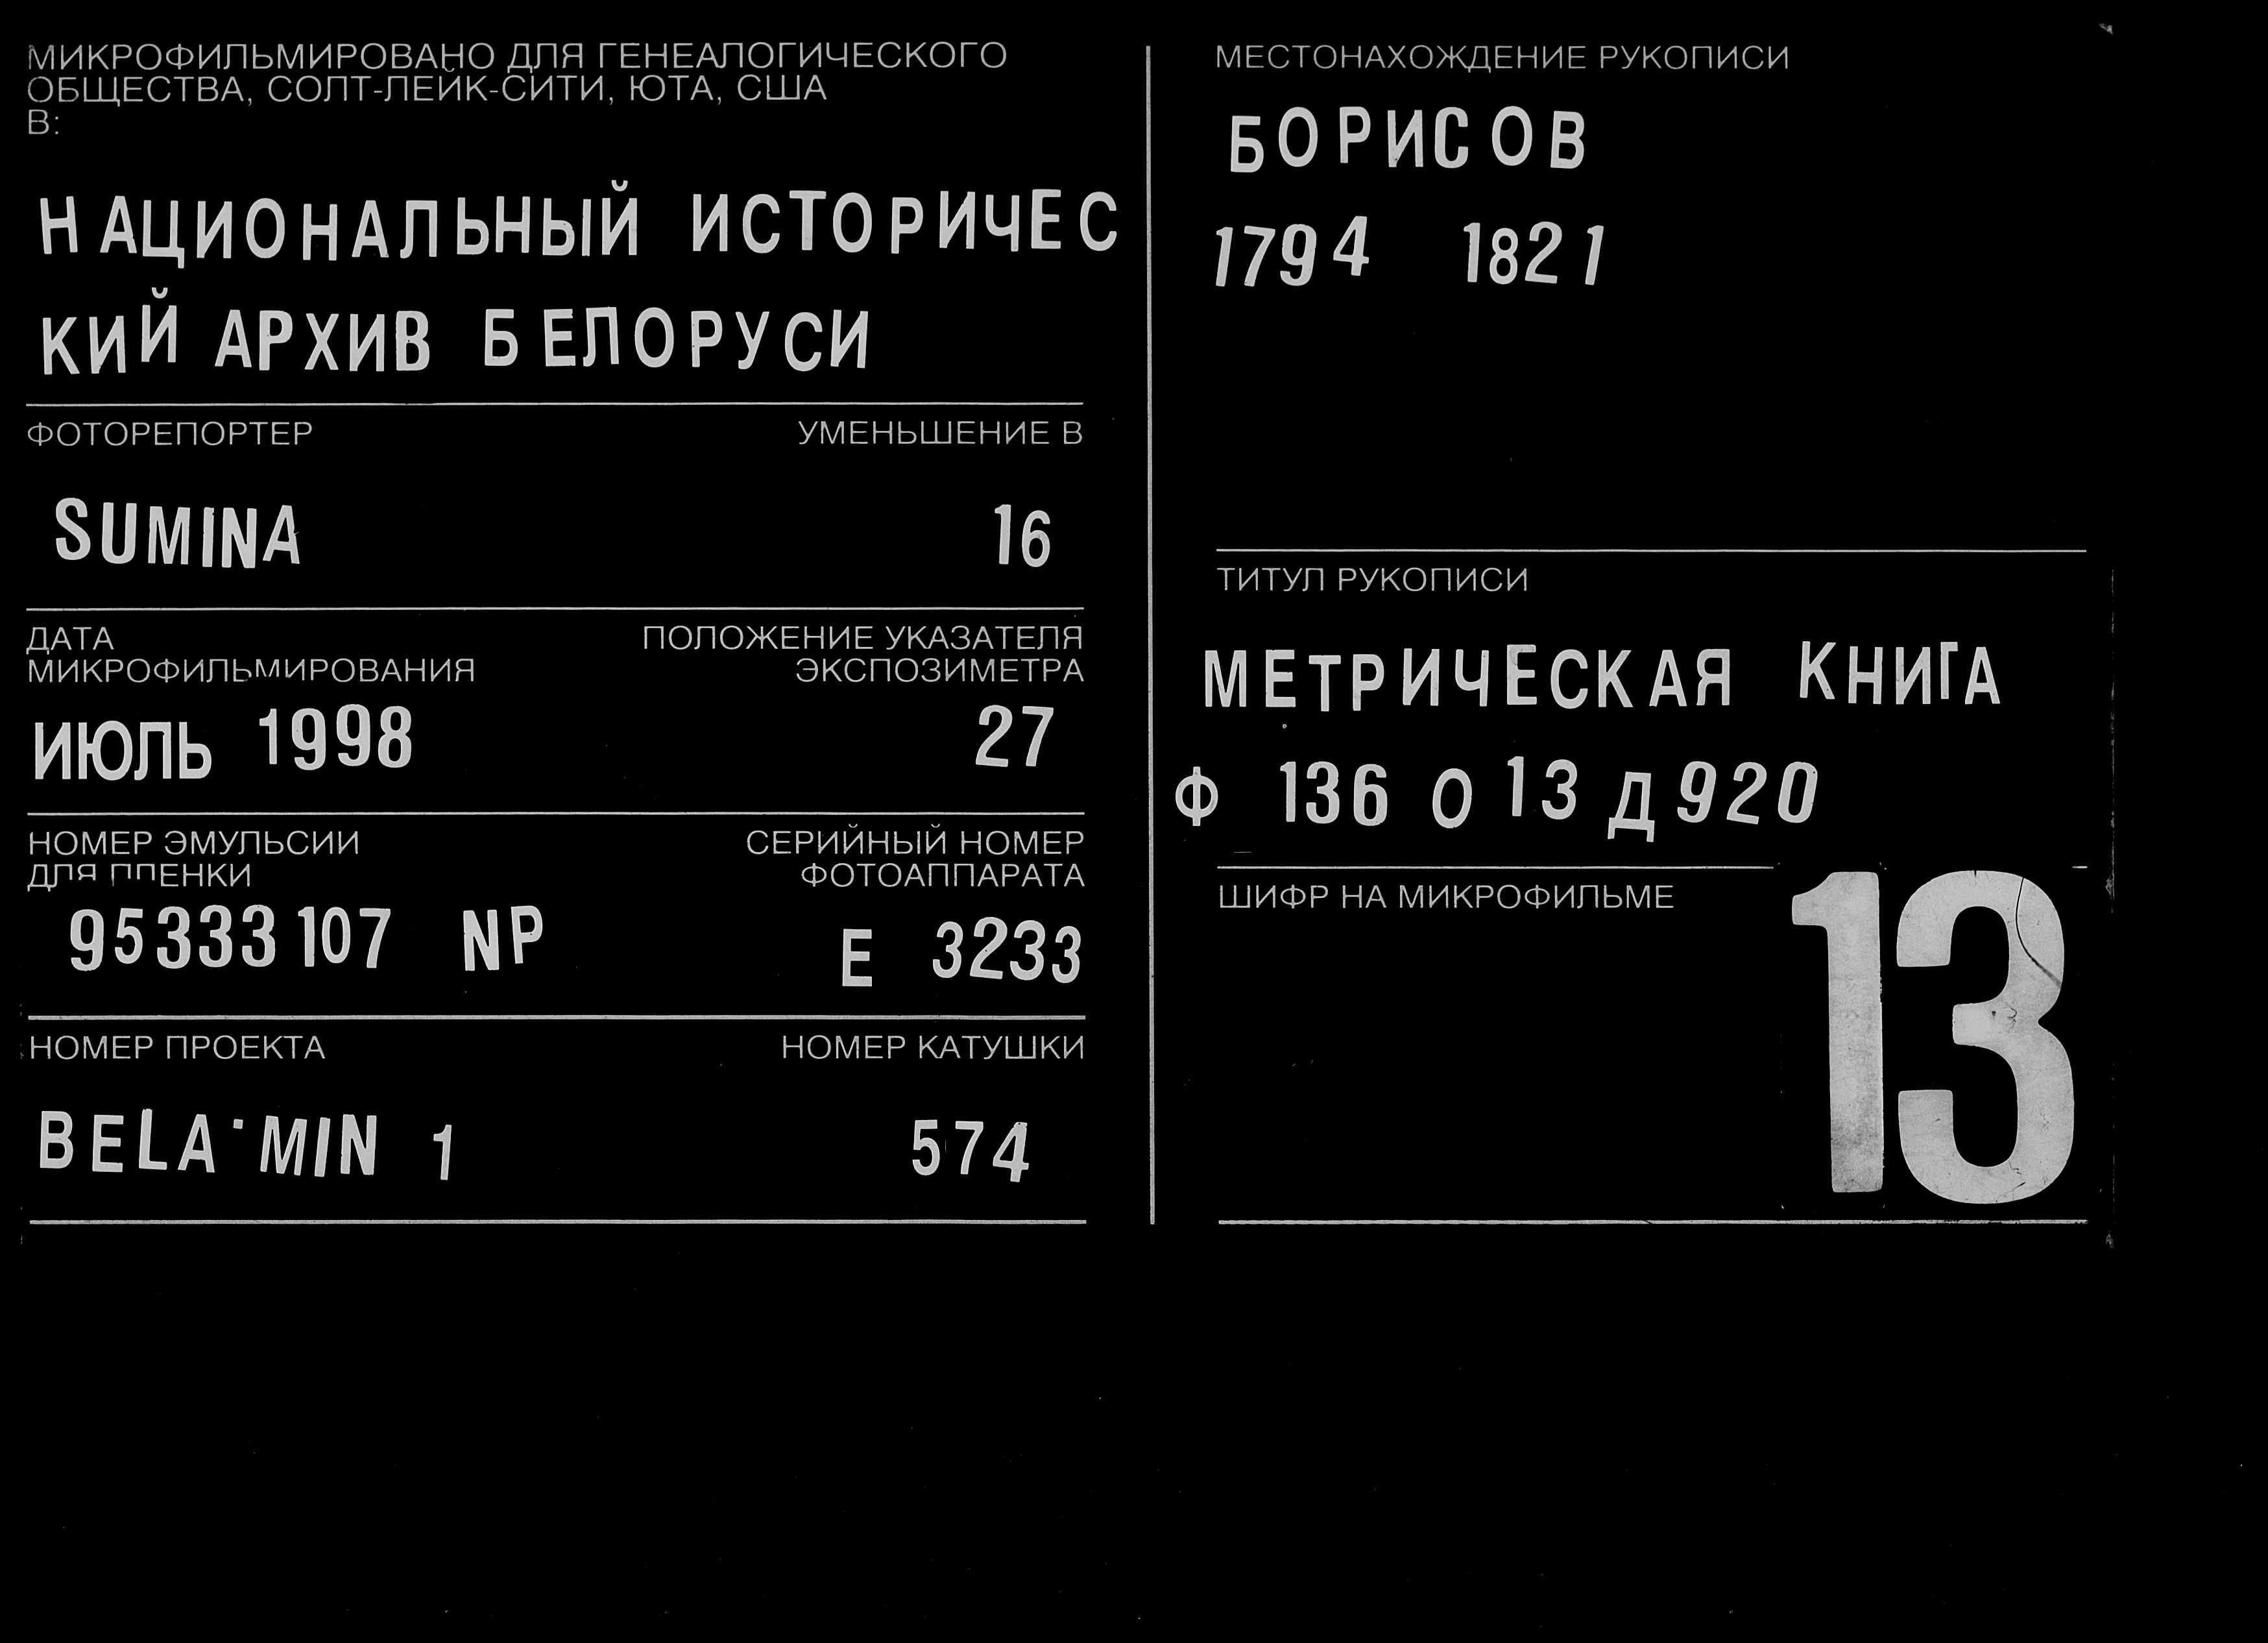 МИКРОФИЛЬМИРОВАНО ДЛЯ ГЕНЕАЛОГИЧЕСКОГО
ОБЩЕСТВА, СОЛТ-ЛЕЙК-СИТИ, ЮТА, США
В:
НАЦИОНАЛЬНЫЙ ИСТОРИЧЕС
КИЙ АРХИВ БЕЛОРУСИ
ФОТОРЕПОРТЕР УМЕНЬШЕНИЕ В
SUMINA 16
ДАТА ПОЛОЖЕНИЕ УКАЗАТЕЛЯ
МИКРОФИЛЬМИРОВАНИЯ ЭКСПОЗИМЕТРА
ИЮЛЬ 1998 27
НОМЕР ЭМУЛЬСИИ СЕРИЙНЫЙ НОМЕР
ДЛЯ ПЛЕНКИ ФОТОАППАРАТА
95333107 NP Е 3233
НОМЕР ПРОЕКТА НОМЕР КАТУШКИ
BELA·MIN 1 574
МЕСТОНАХОЖДЕНИЕ РУКОПИСИ
БОРИСОВ
1794 1821
ТИТУЛ РУКОПИСИ
МЕТРИЧЕСКАЯ КНИГА
Ф 136 О 13 Д 920
ШИФР НА МИКРОФИЛЬМЕ
13